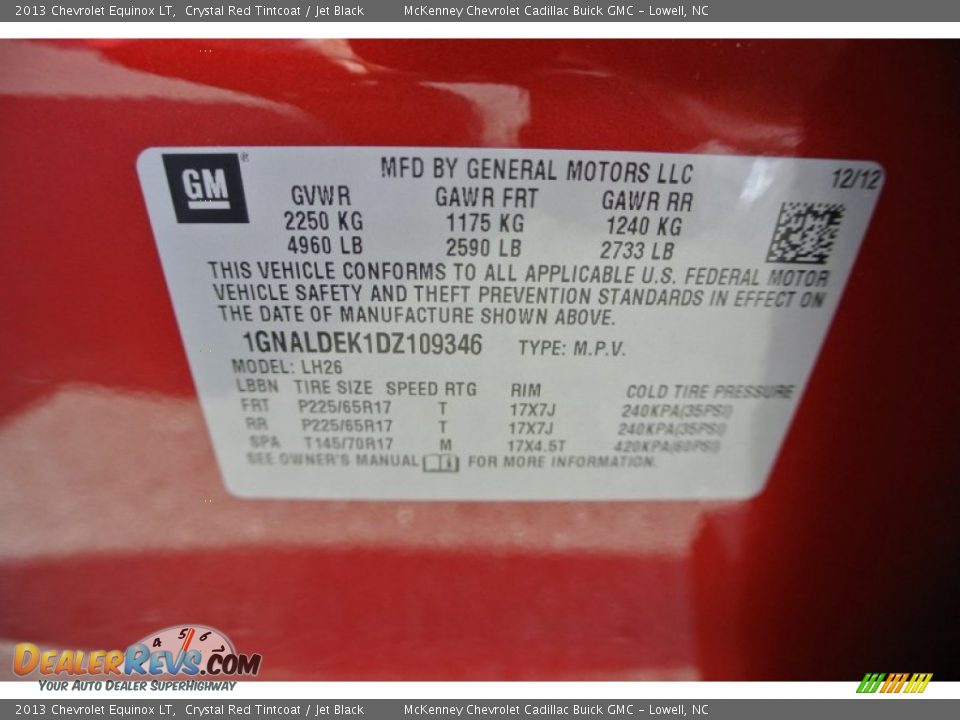 2013 Chevrolet Equinox LT, Crystal Red Tintcoat / Jet Black McKenney Chevrolet Cadillac Buick GMC - Lowell, NC
GM ®
MFD BY GENERAL MOTORS LLC 12/12
GVWR GAWR FRT GAWR RR
2250 KG 1175 KG 1240 KG
4960 LB 2590 LB 2733 LB
THIS VEHICLE CONFORMS TO ALL APPLICABLE U.S. FEDERAL MOTOR
VEHICLE SAFETY AND THEFT PREVENTION STANDARDS IN EFFECT ON
THE DATE OF MANUFACTURE SHOWN ABOVE.
1GNALDEK1DZ109346 TYPE: M.P.V.
MODEL: LH26
LBBN TIRE SIZE SPEED RTG RIM COLD TIRE PRESSURE
FRT P225/65R17 T 17X7J 240KPA(35PSI)
RR P225/65R17 T 17X7J 240KPA(35PSI)
SPA T145/70R17 M 17X4.5T 420KPA(60PSI)
SEE OWNER'S MANUAL i FOR MORE INFORMATION.
4 5 6 7
DEALERREVS.COM
YOUR AUTO DEALER SUPERHIGHWAY
2013 Chevrolet Equinox LT, Crystal Red Tintcoat / Jet Black McKenney Chevrolet Cadillac Buick GMC - Lowell, NC